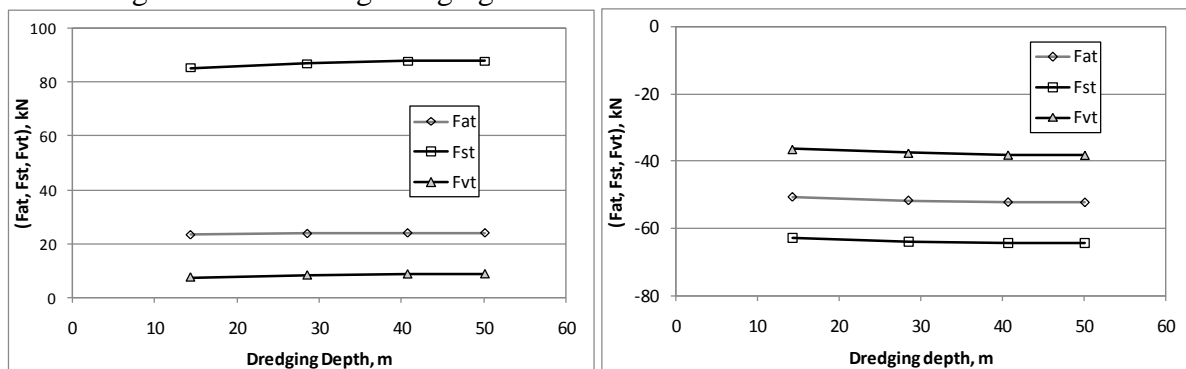 100
80
60
40
20
0
(Fat, Fst, Fvt), kN
Fat
Fst
Fvt
0 10 20 30 40 50 60
Dredging Depth, m
0
-20
-40
-60
-80
(Fat, Fst, Fvt), kN
Fat
Fst
Fvt
0 10 20 30 40 50 60
Dredging depth, m